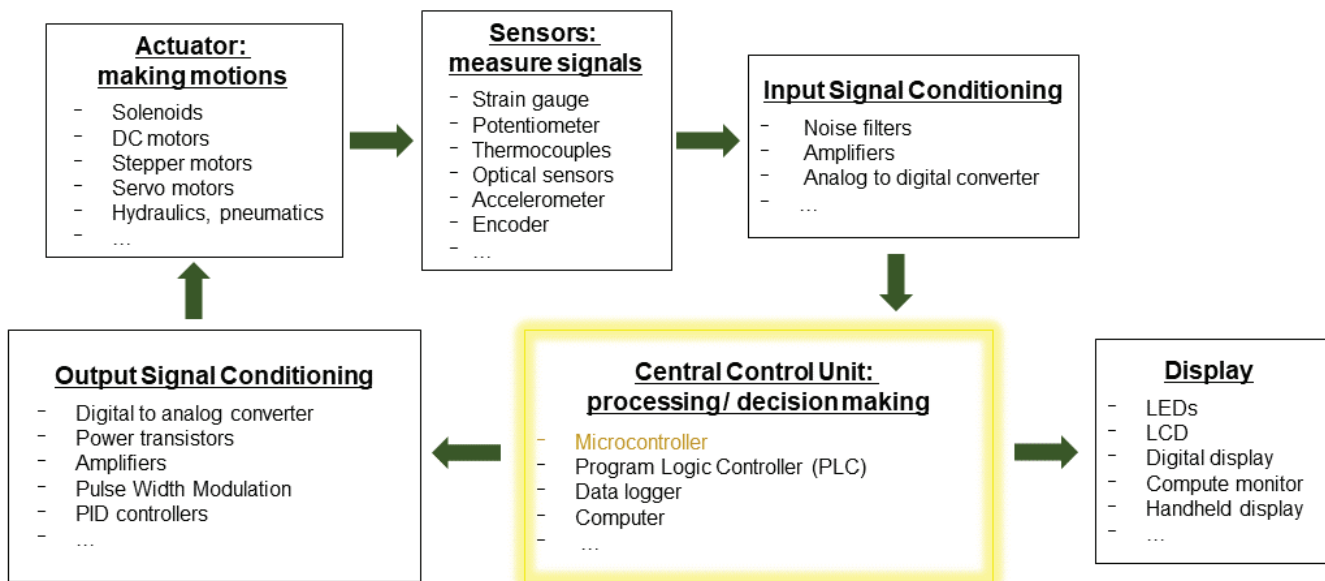 Actuator:
making motions
- Solenoids
- DC motors
- Stepper motors
- Servo motors
- Hydraulics, pneumatics
- ...
Sensors:
measure signals
- Strain gauge
- Potentiometer
- Thermocouples
- Optical sensors
- Accelerometer
- Encoder
- ...
Input Signal Conditioning
- Noise filters
- Amplifiers
- Analog to digital converter
- ...
Output Signal Conditioning
- Digital to analog converter
- Power transistors
- Amplifiers
- Pulse Width Modulation
- PID controllers
- ...
Central Control Unit:
processing / decision making
- Microcontroller
- Program Logic Controller (PLC)
- Data logger
- Computer
- ...
Display
- LEDs
- LCD
- Digital display
- Compute monitor
- Handheld display
- ...